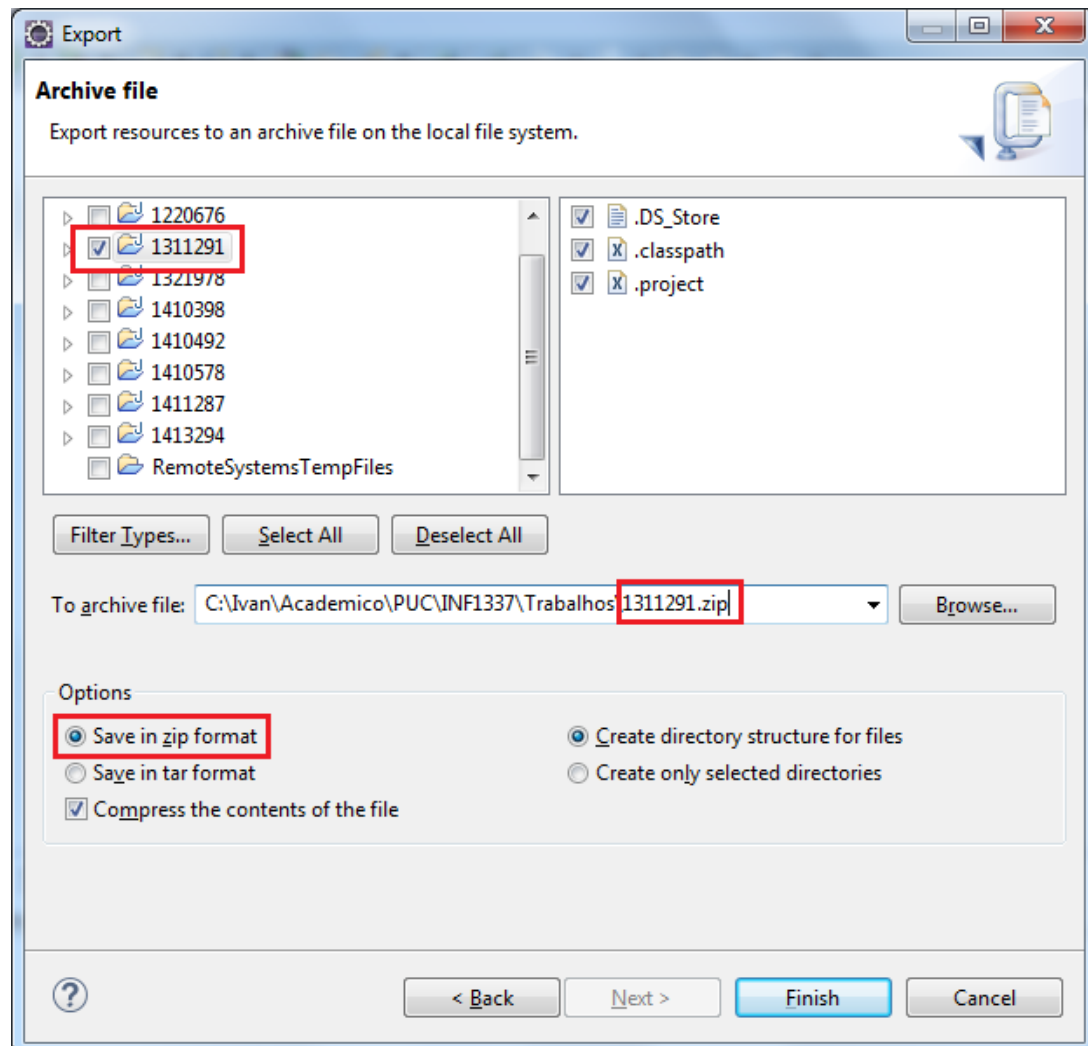 Export
Archive file
Export resources to an archive file on the local file system.
1220676
1311291
1321978
1410398
1410492
1410578
1411287
1413294
RemoteSystemsTempFiles
.DS_Store
.classpath
.project
Filter Types... Select All Deselect All
To archive file: C:\Ivan\Academico\PUC\INF1337\Trabalhos\1311291.zip Browse...
Options
Save in zip format Create directory structure for files
Save in tar format Create only selected directories
Compress the contents of the file
< Back Next > Finish Cancel